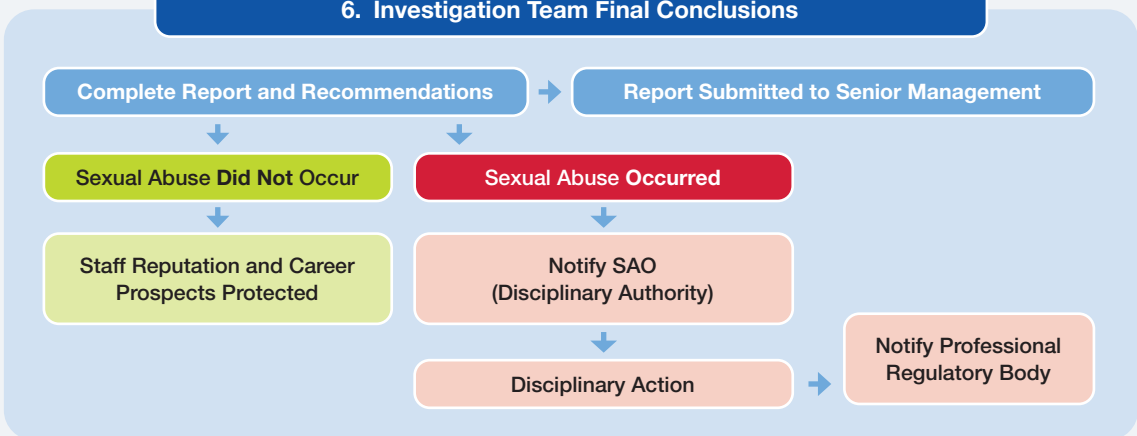 6. Investigation Team Final Conclusions
Complete Report and Recommendations
Report Submitted to Senior Management
Sexual Abuse Did Not Occur
Sexual Abuse Occurred
Staff Reputation and Career
Prospects Protected
Notify SAO
(Disciplinary Authority)
Disciplinary Action
Notify Professional
Regulatory Body